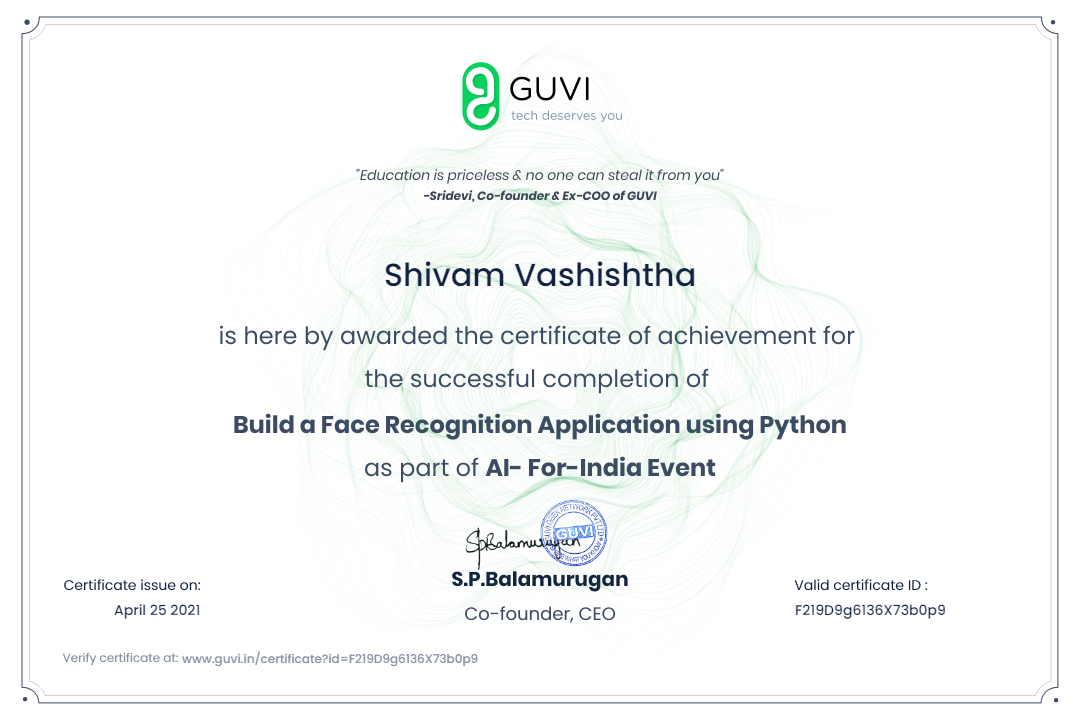 GUVI
tech deserves you
"Education is priceless & no one can steal it from you"
-Sridevi, Co-founder & Ex-COO of GUVI
Shivam Vashishtha
is here by awarded the certificate of achievement for
the successful completion of
Build a Face Recognition Application using Python
as part of AI- For-India Event
SpBalamurugan
GUVI
S.P.Balamurugan
Co-founder, CEO
Certificate issue on:
April 25 2021
Valid certificate ID :
F219D9g6136X73b0p9
Verify certificate at: www.guvi.in/certificate?id=F219D9g6136X73b0p9